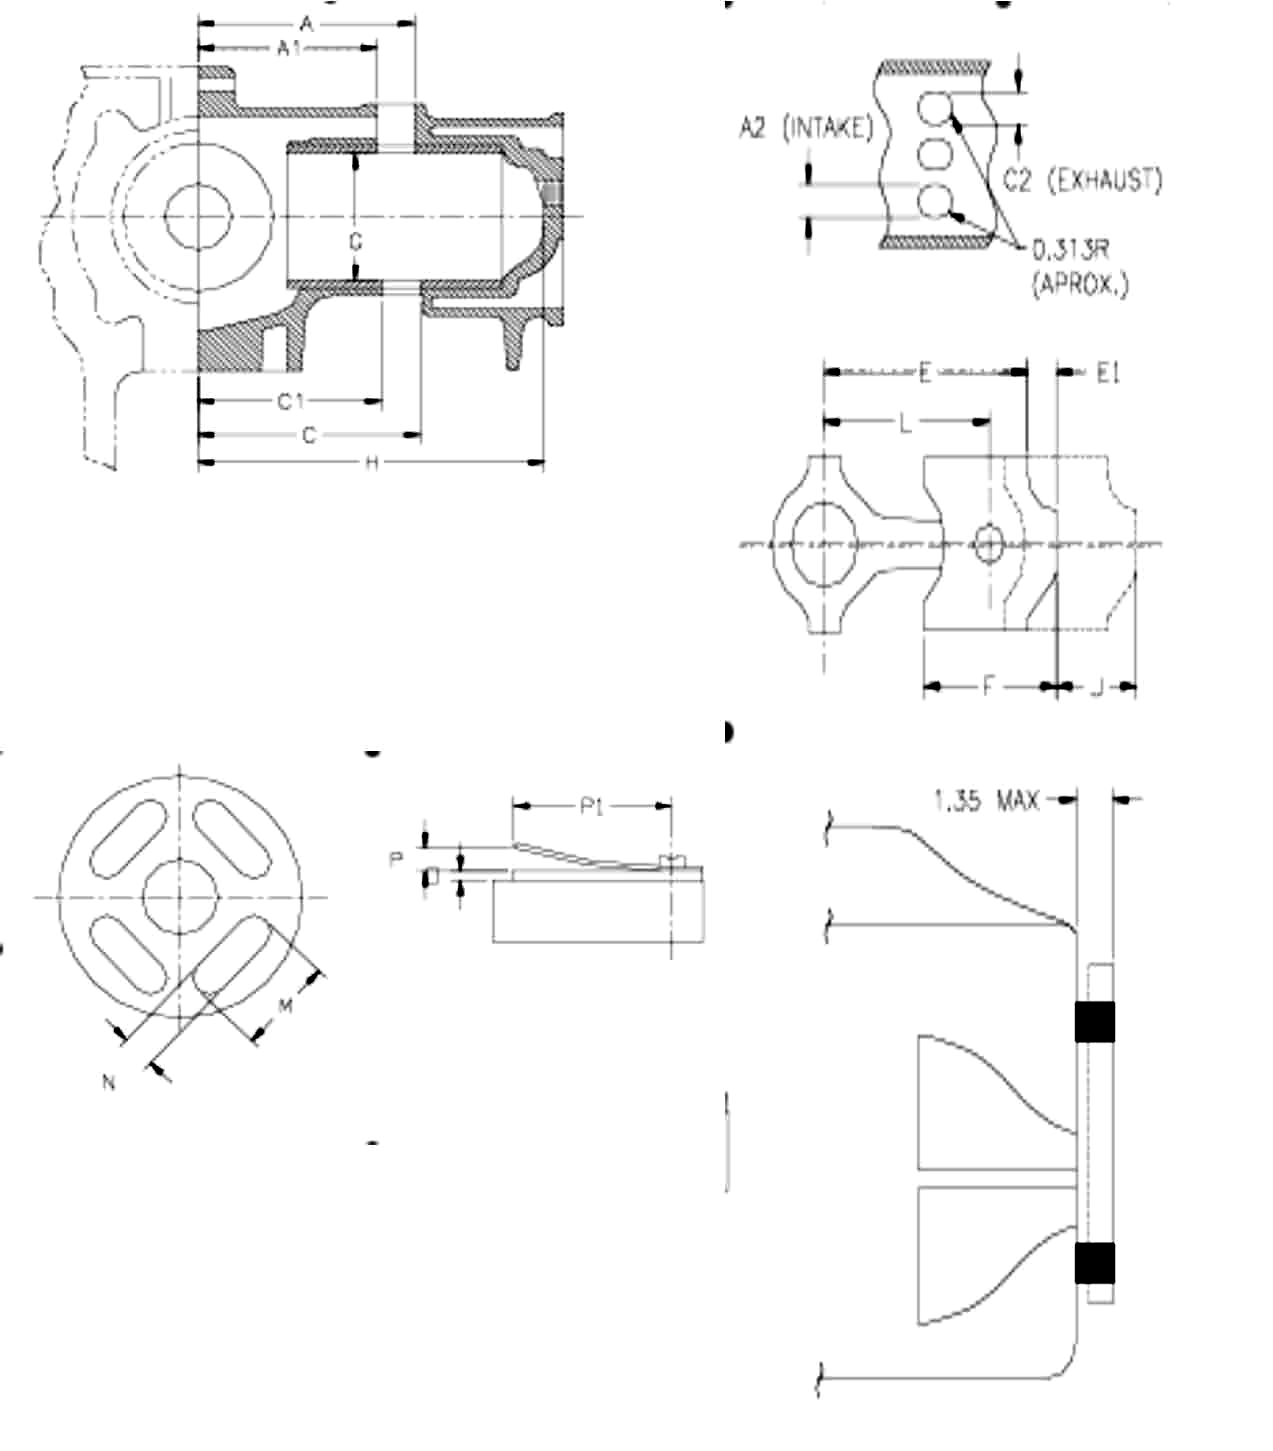 A
A1
G
C1
C
H
A2 (INTAKE)
C2 (EXHAUST)
0.313R
(APROX.)
E
E1
L
F
J
M
N
P1
P
1.35 MAX